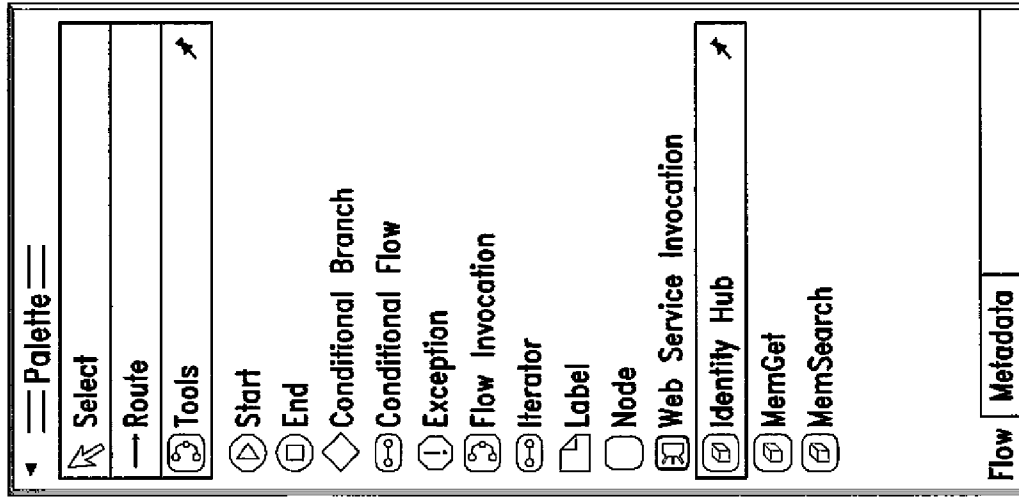 Palette
Select
Route
Tools
Start
End
Conditional Branch
Conditional Flow
Exception
Flow Invocation
Iterator
Label
Node
Web Service Invocation
Identity Hub
MemGet
MemSearch
Flow Metadata